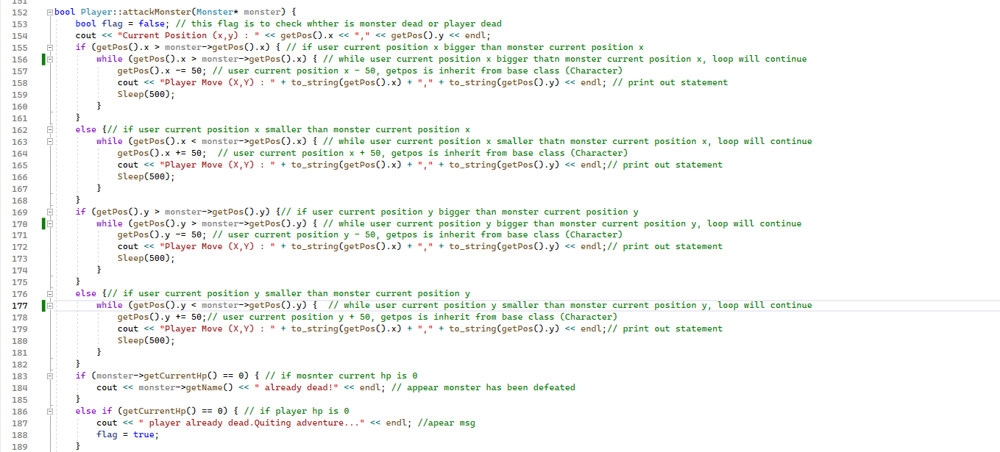 151
152 bool Player::attackMonster(Monster* monster) {
153 bool flag = false; // this flag is to check whther is monster dead or player dead
154 cout << "Current Position (x,y) : " << getPos().x << "," << getPos().y << endl;
155 if (getPos().x > monster->getPos().x) { // if user current position x bigger than monster current position x
156 while (getPos().x > monster->getPos().x) { // while user current position x bigger thatn monster current position x, loop will continue
157 getPos().x -= 50; // user current position x - 50, getpos is inherit from base class (Character)
158 cout << "Player Move (X,Y) : " + to_string(getPos().x) + "," + to_string(getPos().y) << endl; // print out statement
159 Sleep(500);
160 }
161 }
162 else {// if user current position x smaller than monster current position x
163 while (getPos().x < monster->getPos().x) { // while user current position x smaller thatn monster current position x, loop will continue
164 getPos().x += 50; // user current position x + 50, getpos is inherit from base class (Character)
165 cout << "Player Move (X,Y) : " + to_string(getPos().x) + "," + to_string(getPos().y) << endl;// print out statement
166 Sleep(500);
167 }
168 }
169 if (getPos().y > monster->getPos().y) {// if user current position y bigger than monster current position y
170 while (getPos().y > monster->getPos().y) { // while user current position y bigger than monster current position y, loop will continue
171 getPos().y -= 50; // user current position y - 50, getpos is inherit from base class (Character)
172 cout << "Player Move (X,Y) : " + to_string(getPos().x) + "," + to_string(getPos().y) << endl;// print out statement
173 Sleep(500);
174 }
175 }
176 else {// if user current position y smaller than monster current position y
177 while (getPos().y < monster->getPos().y) { // while user current position y smaller than monster current position y, loop will continue
178 getPos().y += 50;// user current position y + 50, getpos is inherit from base class (Character)
179 cout << "Player Move (X,Y) : " + to_string(getPos().x) + "," + to_string(getPos().y) << endl;// print out statement
180 Sleep(500);
181 }
182 }
183 if (monster->getCurrentHp() == 0) { // if mosnter current hp is 0
184 cout << monster->getName() << " already dead!" << endl; // appear monster has been defeated
185 }
186 else if (getCurrentHp() == 0) { // if player hp is 0
187 cout << " player already dead.Quiting adventure..." << endl; //apear msg
188 flag = true;
189 }